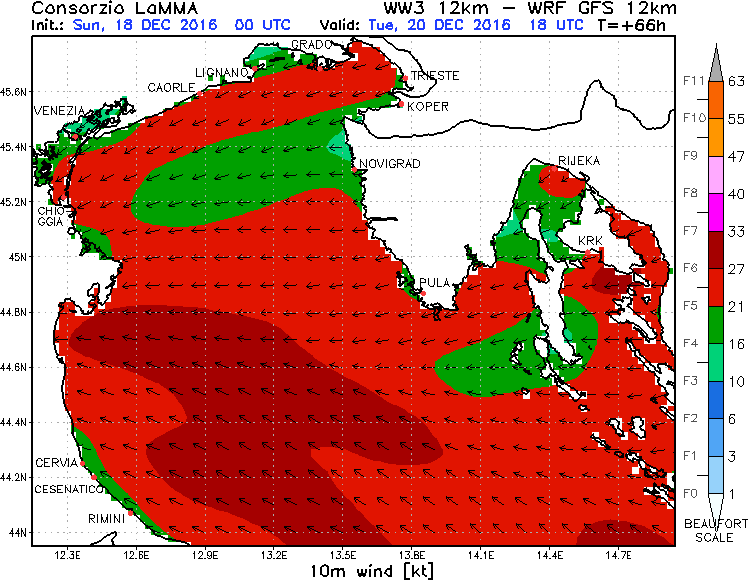 Consorzio LaMMA WW3 12km – WRF GFS 12km
Init.: Sun, 18 DEC 2016 00 UTC Valid: Tue, 20 DEC 2016 18 UTC T=+66h
GRADO
LIGNANO
TRIESTE
CAORLE
KOPER
VENEZIA
NOVIGRAD
RIJEKA
CHIO-
GGIA
KRK
PULA
CERVIA
CESENATICO
RIMINI
45.6N
45.4N
45.2N
45N
44.8N
44.6N
44.4N
44.2N
44N
12.3E 12.6E 12.9E 13.2E 13.5E 13.8E 14.1E 14.4E 14.7E
10m wind [kt]
F11 63
F10 55
F9 47
F8 40
F7 33
F6 27
F5 21
F4 16
F3 10
F2 6
F1 3
F0 1
BEAUFORT
SCALE